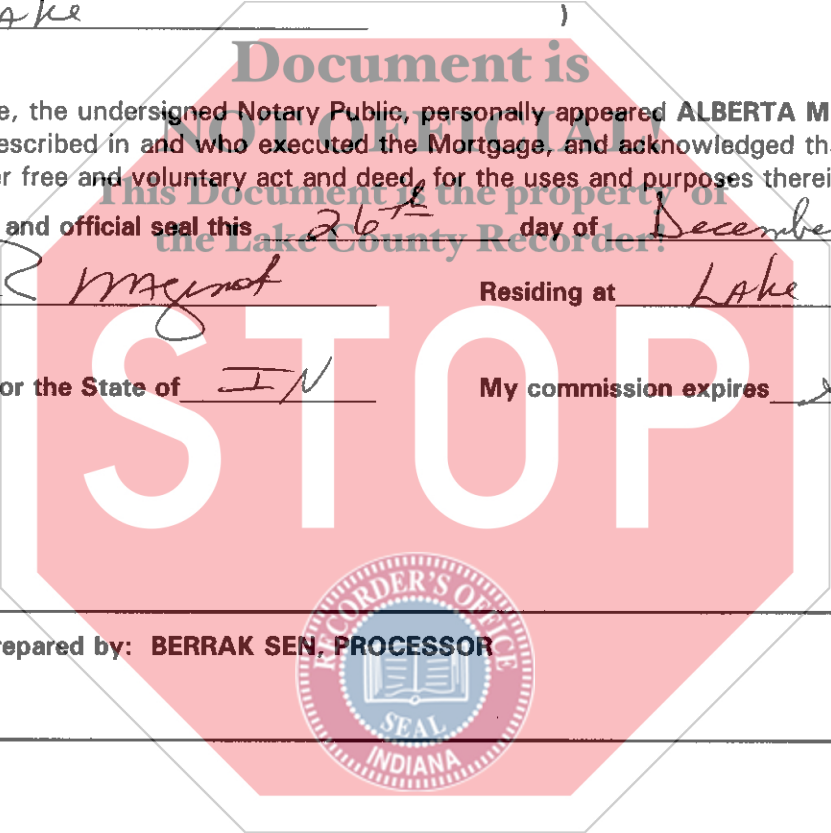 Lake )
Document is
e, the undersigned Notary Public, personally appeared ALBERTA M
NOT OFFICIAL!
escribed in and who executed the Mortgage, and acknowledged th
r free and voluntary act and deed, for the uses and purposes therei
This Document is the property of
and official seal this 26th day of Decembe
the Lake County Recorder!
R Maginot Residing at Lake
or the State of IN My commission expires
STOP
RECORDER'S OFFICE
repared by: BERRAK SEN, PROCESSOR
SEAL
INDIANA